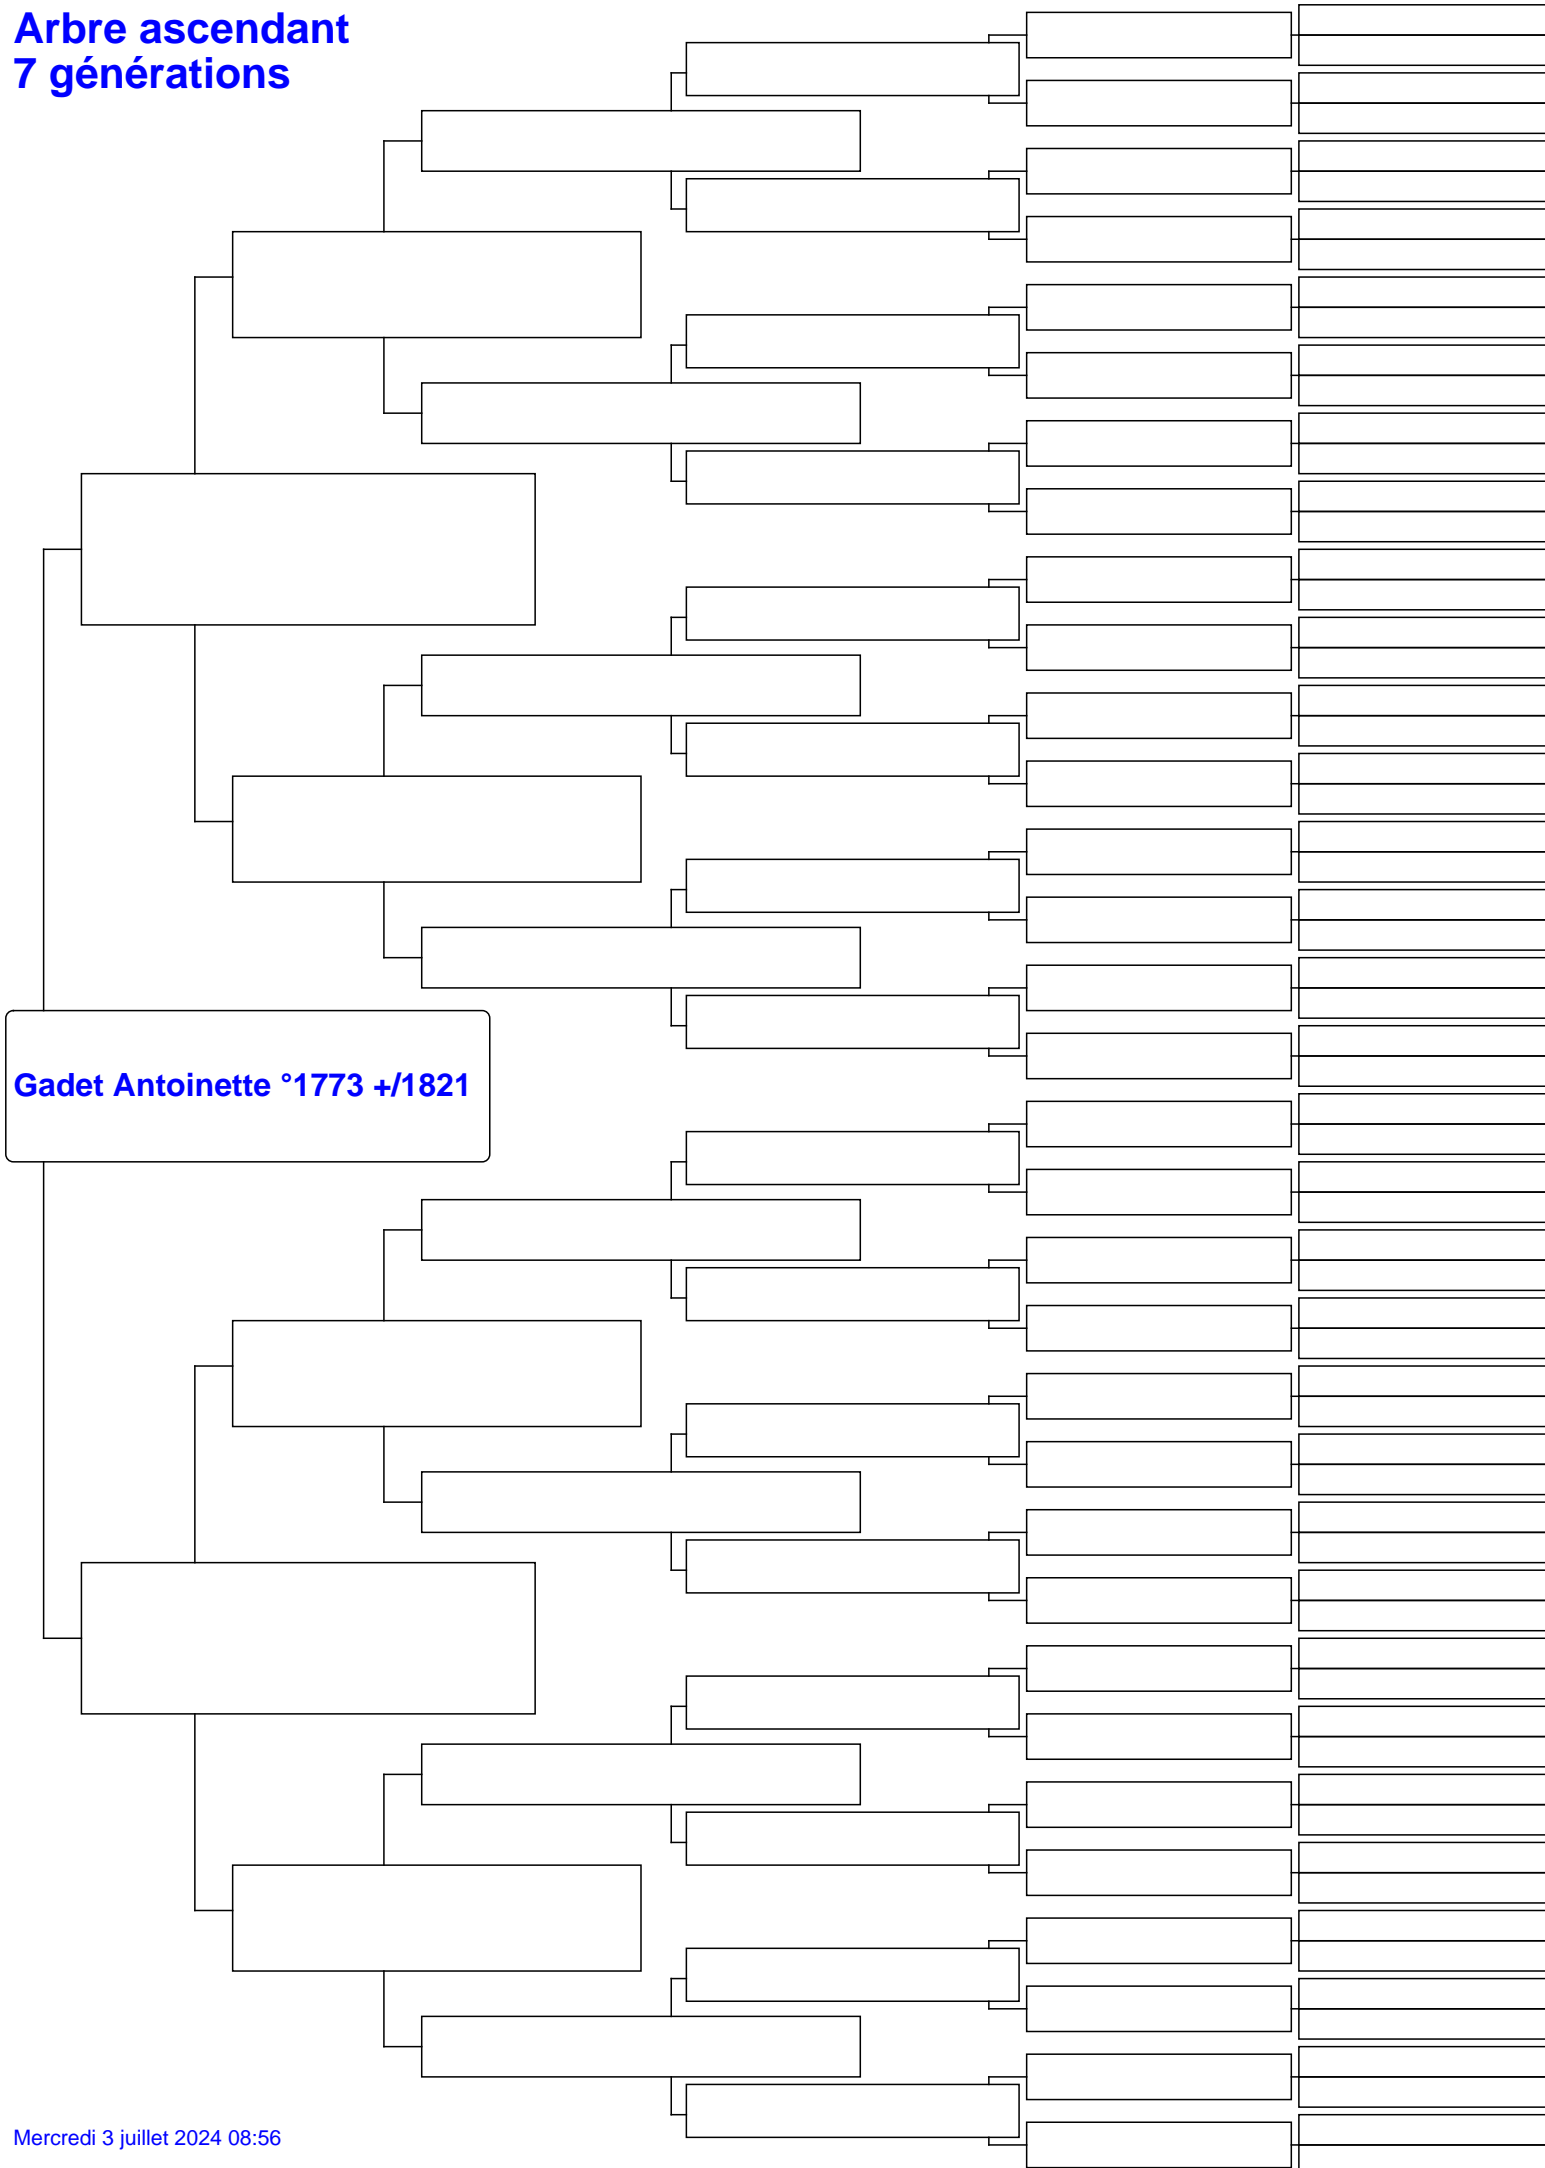 Arbre ascendant
7 générations
Gadet Antoinette °1773 +/1821
Mercredi 3 juillet 2024 08:56